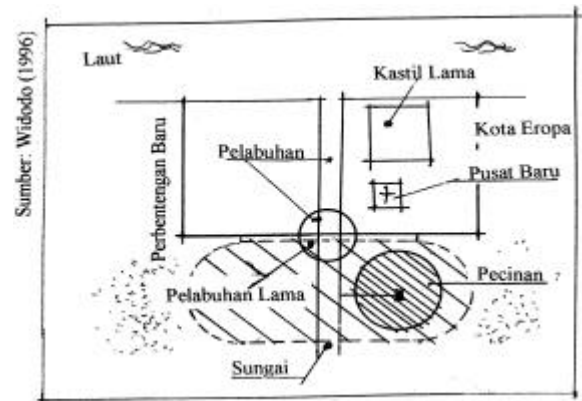 Laut
Kastil Lama
Kota Eropa
Pelabuhan
Pusat Baru
Perbentengan Baru
Pecinan
Pelabuhan Lama
Sungai
Sumber: Widodo (1996)